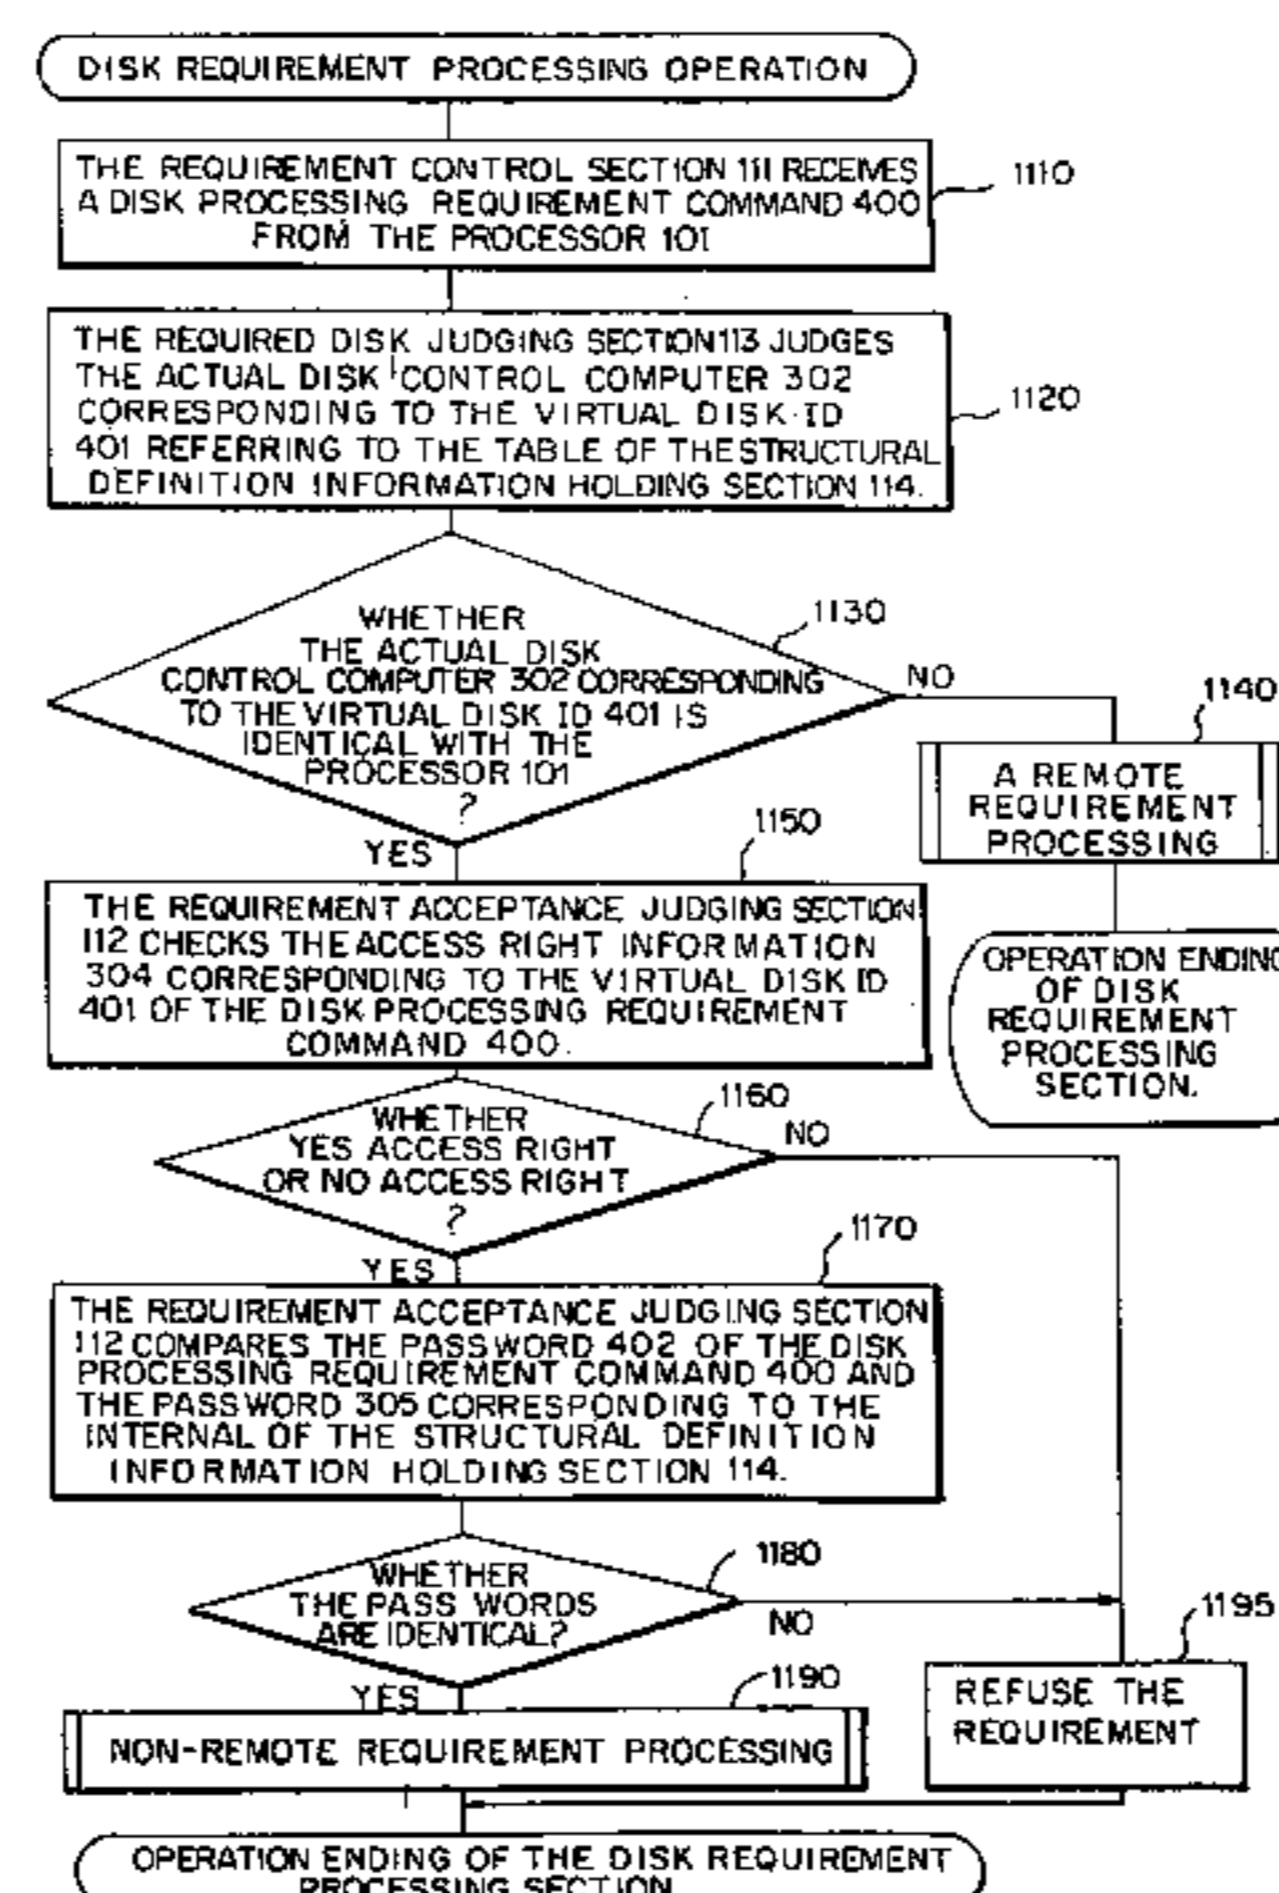 DISK REQUIREMENT PROCESSING OPERATION
THE REQUIREMENT CONTROL SECTION 111 RECEIVES
A DISK PROCESSING REQUIREMENT COMMAND 400
FROM THE PROCESSOR 101
1110
THE REQUIRED DISK JUDGING SECTION 113 JUDGES
THE ACTUAL DISK CONTROL COMPUTER 302
CORRESPONDING TO THE VIRTUAL DISK ID
401 REFERRING TO THE TABLE OF THE STRUCTURAL
DEFINITION INFORMATION HOLDING SECTION 114.
1120
WHETHER
THE ACTUAL DISK
CONTROL COMPUTER 302 CORRESPONDING
TO THE VIRTUAL DISK ID 401 IS
IDENTICAL WITH THE
PROCESSOR 101
?
1130
NO
YES
1140
A REMOTE
REQUIREMENT
PROCESSING
OPERATION ENDING
OF DISK
REQUIREMENT
PROCESSING
SECTION.
1150
THE REQUIREMENT ACCEPTANCE JUDGING SECTION
112 CHECKS THE ACCESS RIGHT INFORMATION
304 CORRESPONDING TO THE VIRTUAL DISK ID
401 OF THE DISK PROCESSING REQUIREMENT
COMMAND 400.
WHETHER
YES ACCESS RIGHT
OR NO ACCESS RIGHT
?
1160
NO
YES
1170
THE REQUIREMENT ACCEPTANCE JUDGING SECTION
112 COMPARES THE PASSWORD 402 OF THE DISK
PROCESSING REQUIREMENT COMMAND 400 AND
THE PASSWORD 305 CORRESPONDING TO THE
INTERNAL OF THE STRUCTURAL DEFINITION
INFORMATION HOLDING SECTION 114.
WHETHER
THE PASS WORDS
ARE IDENTICAL?
1180
NO
YES
1190
NON-REMOTE REQUIREMENT PROCESSING
1195
REFUSE THE
REQUIREMENT
OPERATION ENDING OF THE DISK REQUIREMENT
PROCESSING SECTION